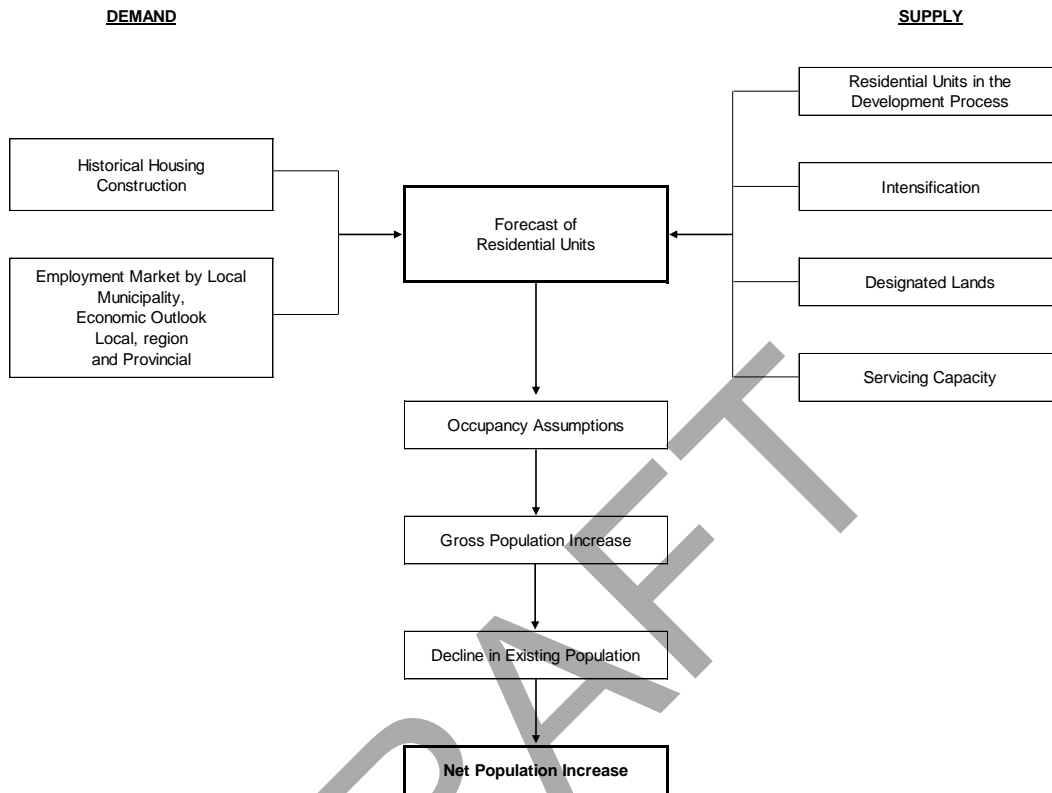 DEMAND
SUPPLY
Residential Units in the
Development Process
Historical Housing
Construction
Intensification
Forecast of
Residential Units
Employment Market by Local
Municipality,
Economic Outlook
Local, region
and Provincial
Designated Lands
Servicing Capacity
Occupancy Assumptions
Gross Population Increase
Decline in Existing Population
Net Population Increase
RAFT